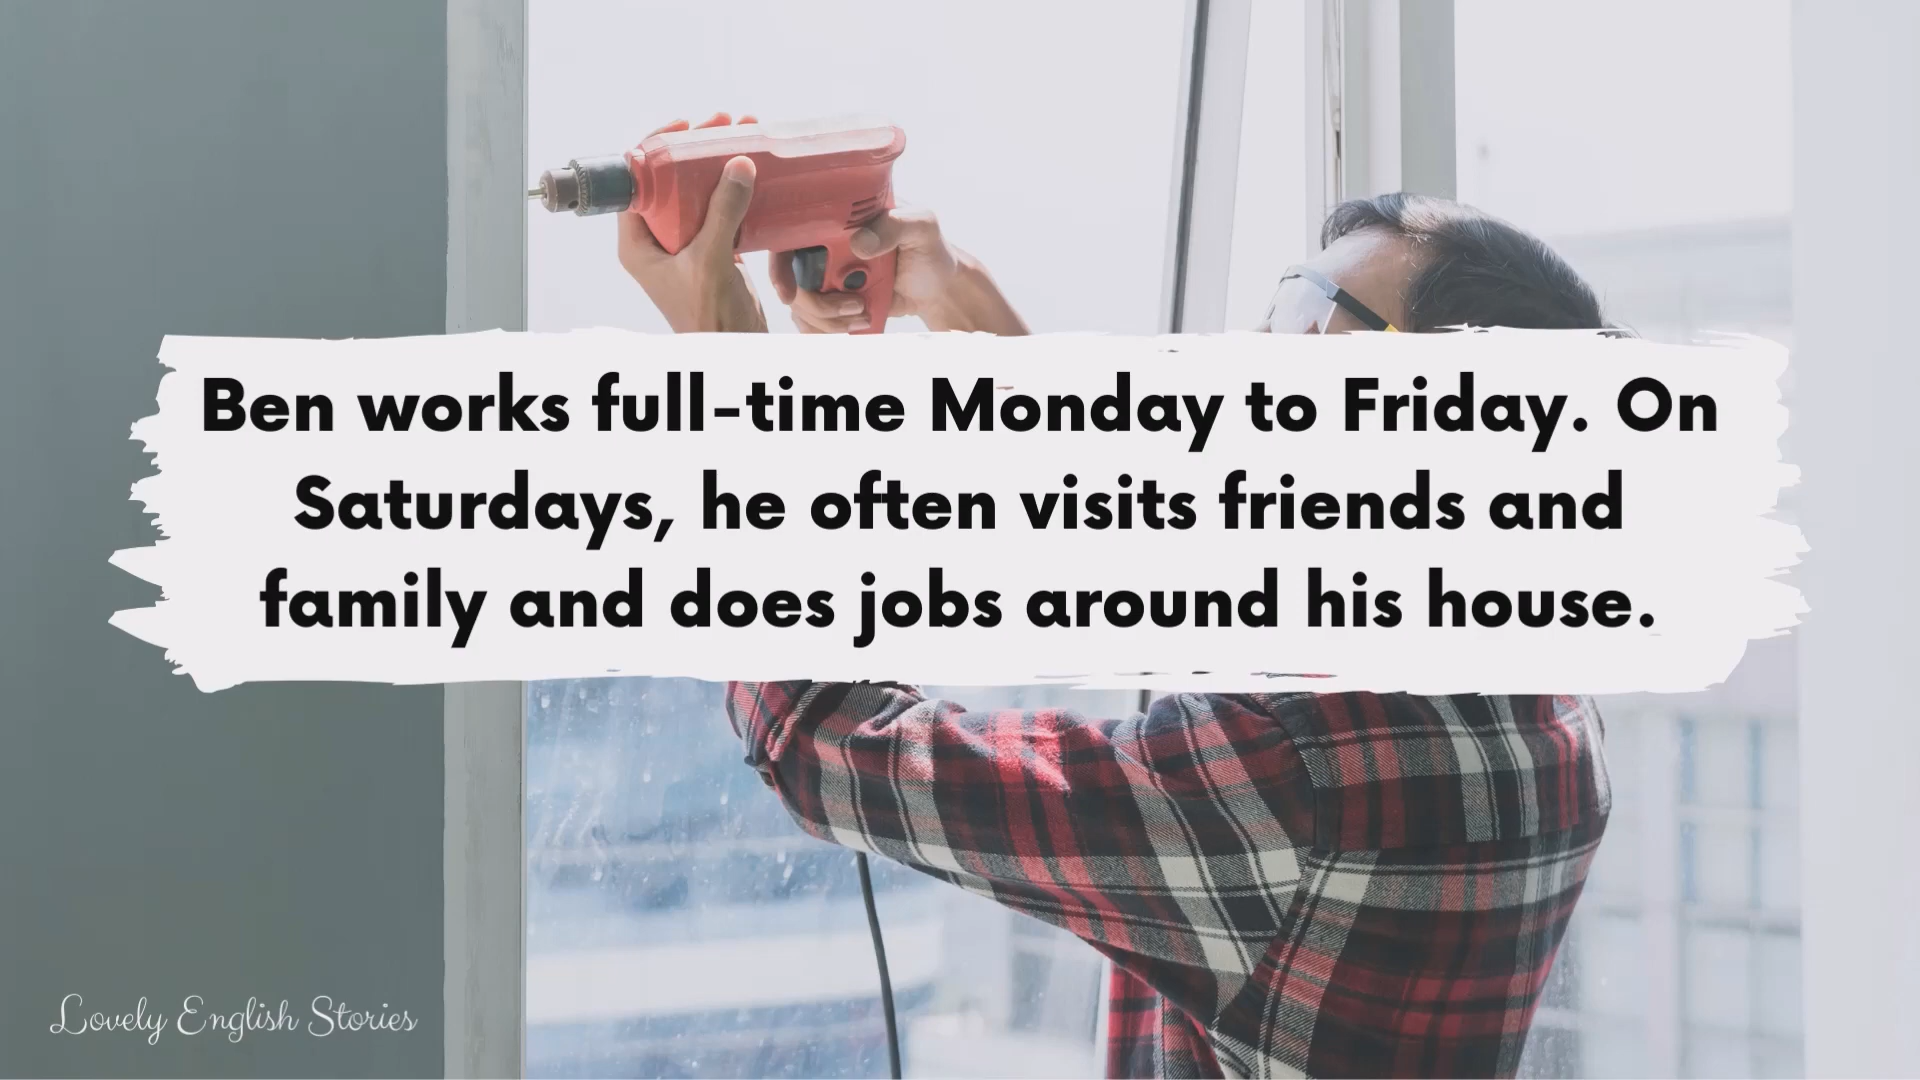 Ben works full-time Monday to Friday. On
Saturdays, he often visits friends and
family and does jobs around his house.
Lovely English Stories